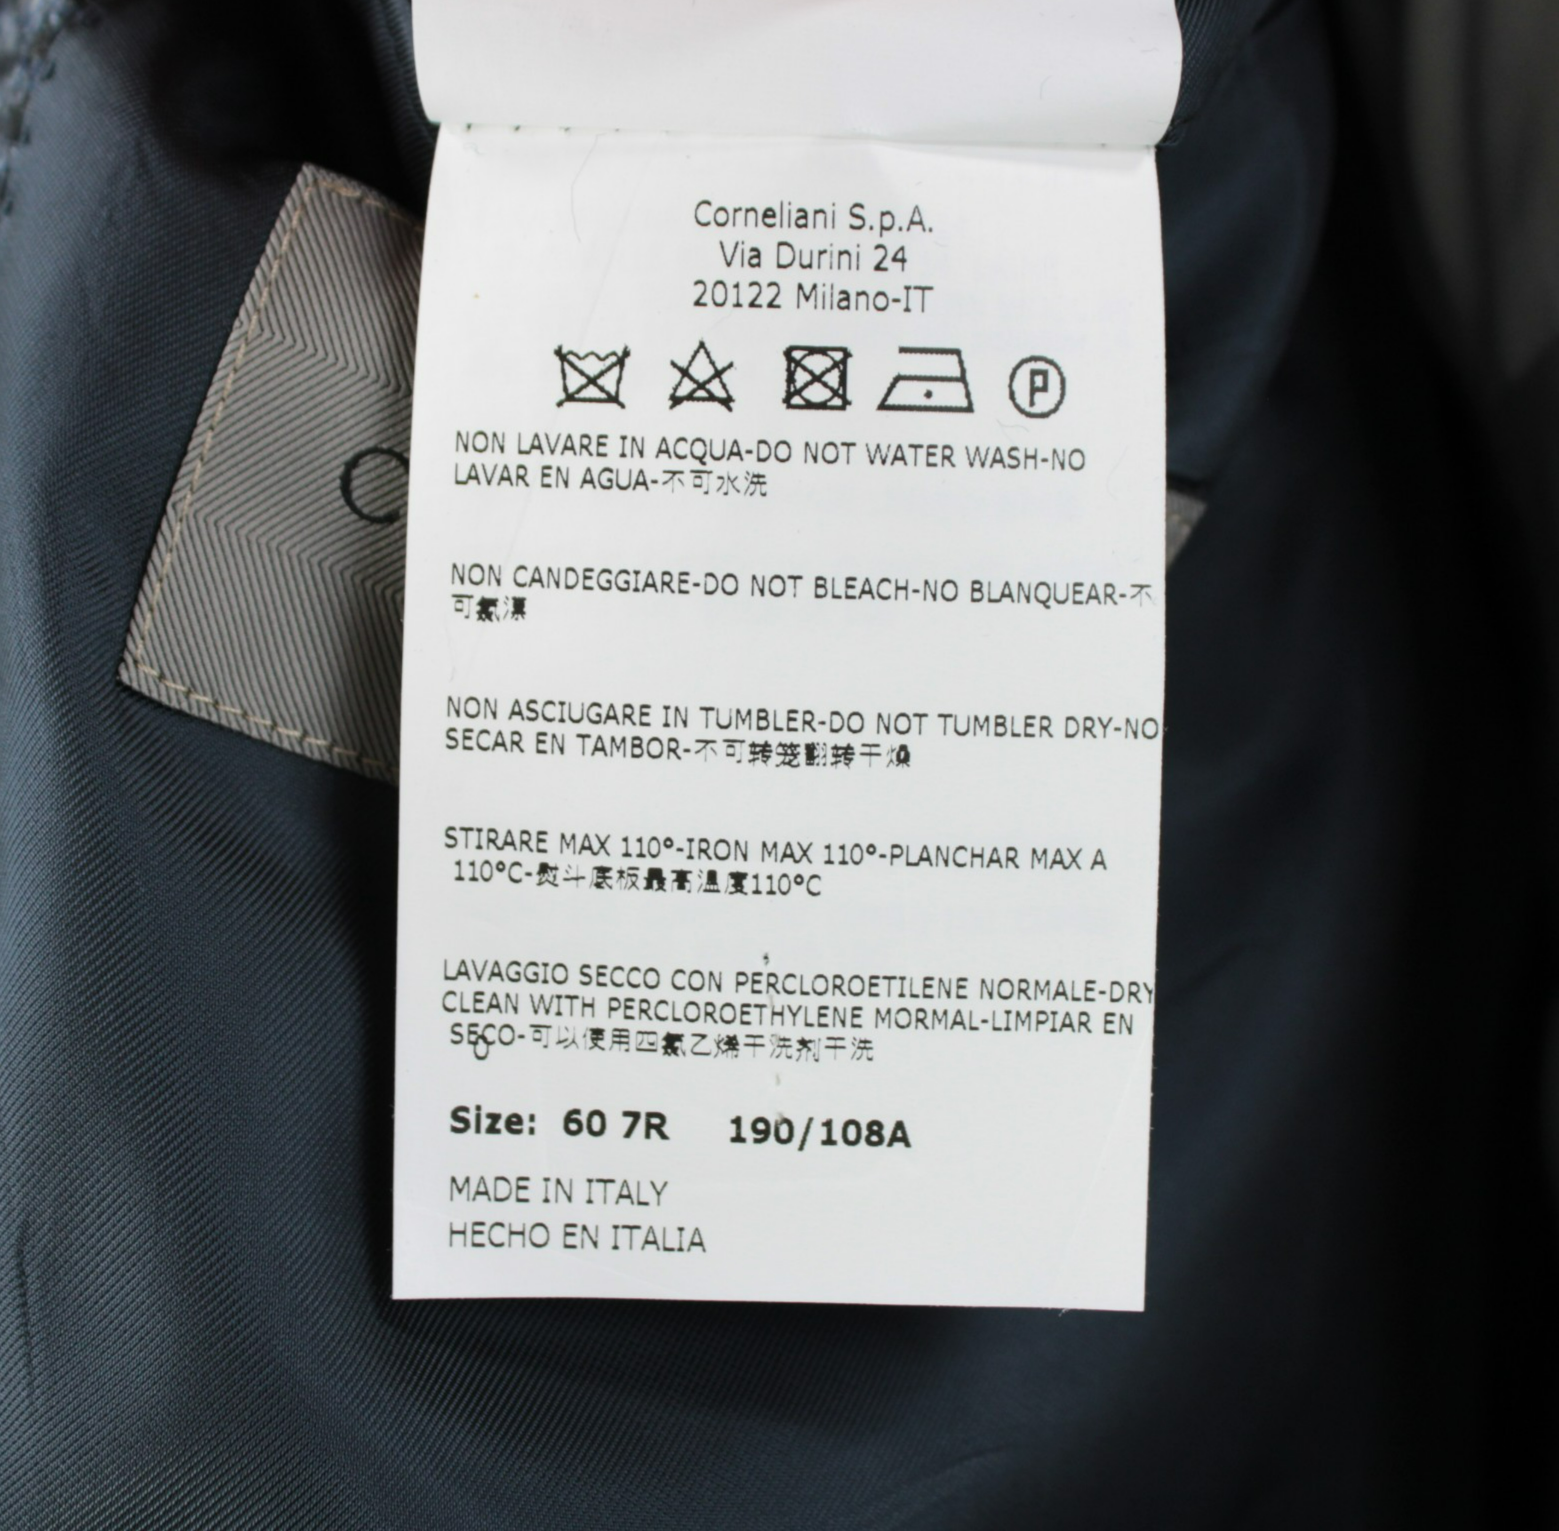 Corneliani S.p.A.
Via Durini 24
20122 Milano-IT
P
NON LAVARE IN ACQUA-DO NOT WATER WASH-NO
LAVAR EN AGUA-不可水洗
NON CANDEGGIARE-DO NOT BLEACH-NO BLANQUEAR-不
可氯漂
NON ASCIUGARE IN TUMBLER-DO NOT TUMBLER DRY-NO
SECAR EN TAMBOR-不可转笼翻转干燥
STIRARE MAX 110°-IRON MAX 110°-PLANCHAR MAX A
110°C-熨斗底板最高温度110°C
LAVAGGIO SECCO CON PERCLOROETILENE NORMALE-DRY
CLEAN WITH PERCLOROETHYLENE MORMAL-LIMPIAR EN
SECO-可以使用四氯乙烯干洗剂干洗
Size: 60 7R 190/108A
MADE IN ITALY
HECHO EN ITALIA